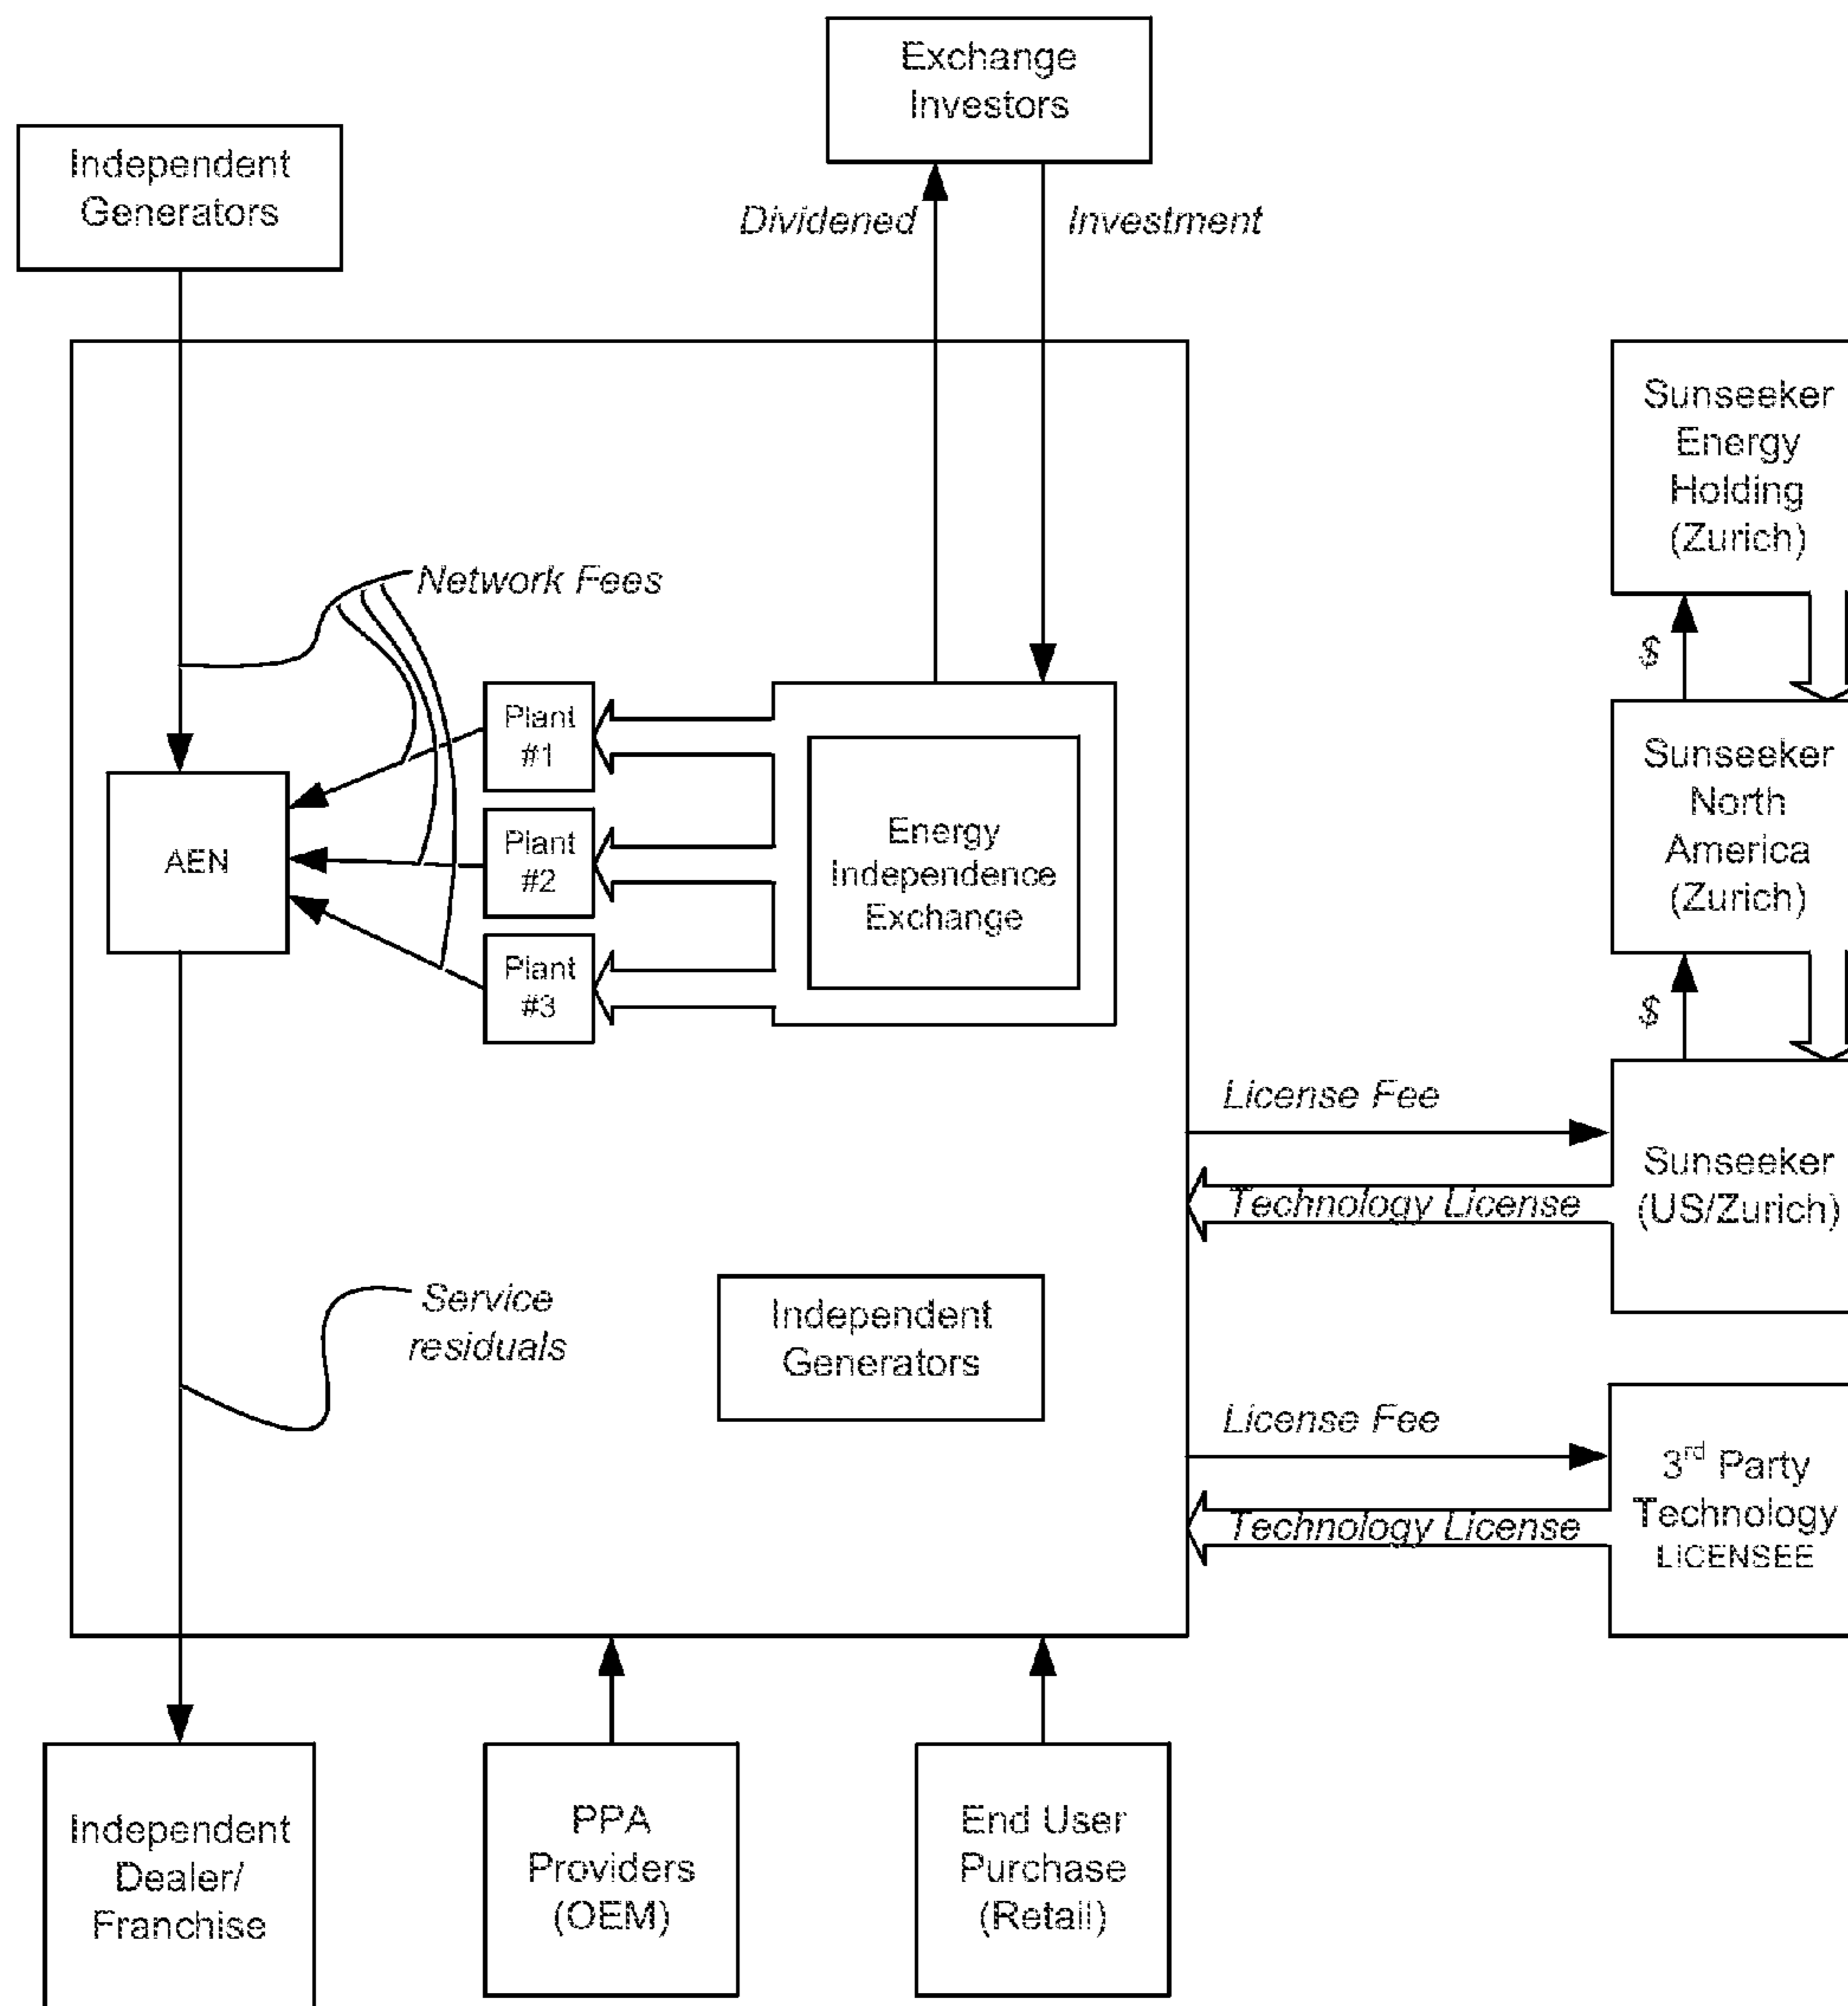 Exchange
Investors
Independent
Generators
Dividened
Investment
Sunseeker
Energy
Holding
(Zurich)
Network Fees
$
Plant
#1
Sunseeker
North
America
(Zurich)
AEN
Plant
#2
Energy
Independence
Exchange
Plant
#3
$
License Fee
Sunseeker
(US/Zurich)
Technology License
Service
residuals
Independent
Generators
License Fee
3rd Party
Technology
LICENSEE
Technology License
Independent
Dealer/
Franchise
PPA
Providers
(OEM)
End User
Purchase
(Retail)